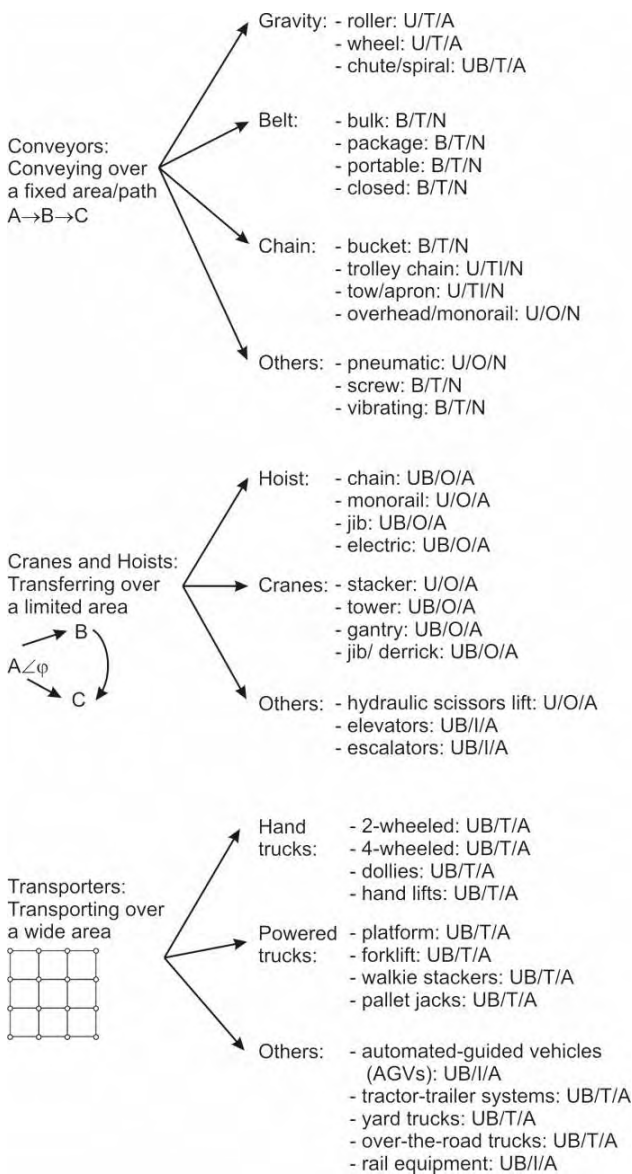 Conveyors:
Conveying over
a fixed area/path
A→B→C
Gravity: - roller: U/T/A
- wheel: U/T/A
- chute/spiral: UB/T/A
Belt: - bulk: B/T/N
- package: B/T/N
- portable: B/T/N
- closed: B/T/N
Chain: - bucket: B/T/N
- trolley chain: U/TI/N
- tow/apron: U/TI/N
- overhead/monorail: U/O/N
Others: - pneumatic: U/O/N
- screw: B/T/N
- vibrating: B/T/N
Cranes and Hoists:
Transferring over
a limited area
B
A∠φ
C
Hoist: - chain: UB/O/A
- monorail: U/O/A
- jib: UB/O/A
- electric: UB/O/A
Cranes: - stacker: U/O/A
- tower: UB/O/A
- gantry: UB/O/A
- jib/ derrick: UB/O/A
Others: - hydraulic scissors lift: U/O/A
- elevators: UB/I/A
- escalators: UB/I/A
Transporters:
Transporting over
a wide area
Hand - 2-wheeled: UB/T/A
trucks: - 4-wheeled: UB/T/A
- dollies: UB/T/A
- hand lifts: UB/T/A
Powered - platform: UB/T/A
trucks: - forklift: UB/T/A
- walkie stackers: UB/T/A
- pallet jacks: UB/T/A
Others: - automated-guided vehicles
(AGVs): UB/I/A
- tractor-trailer systems: UB/T/A
- yard trucks: UB/T/A
- over-the-road trucks: UB/T/A
- rail equipment: UB/I/A